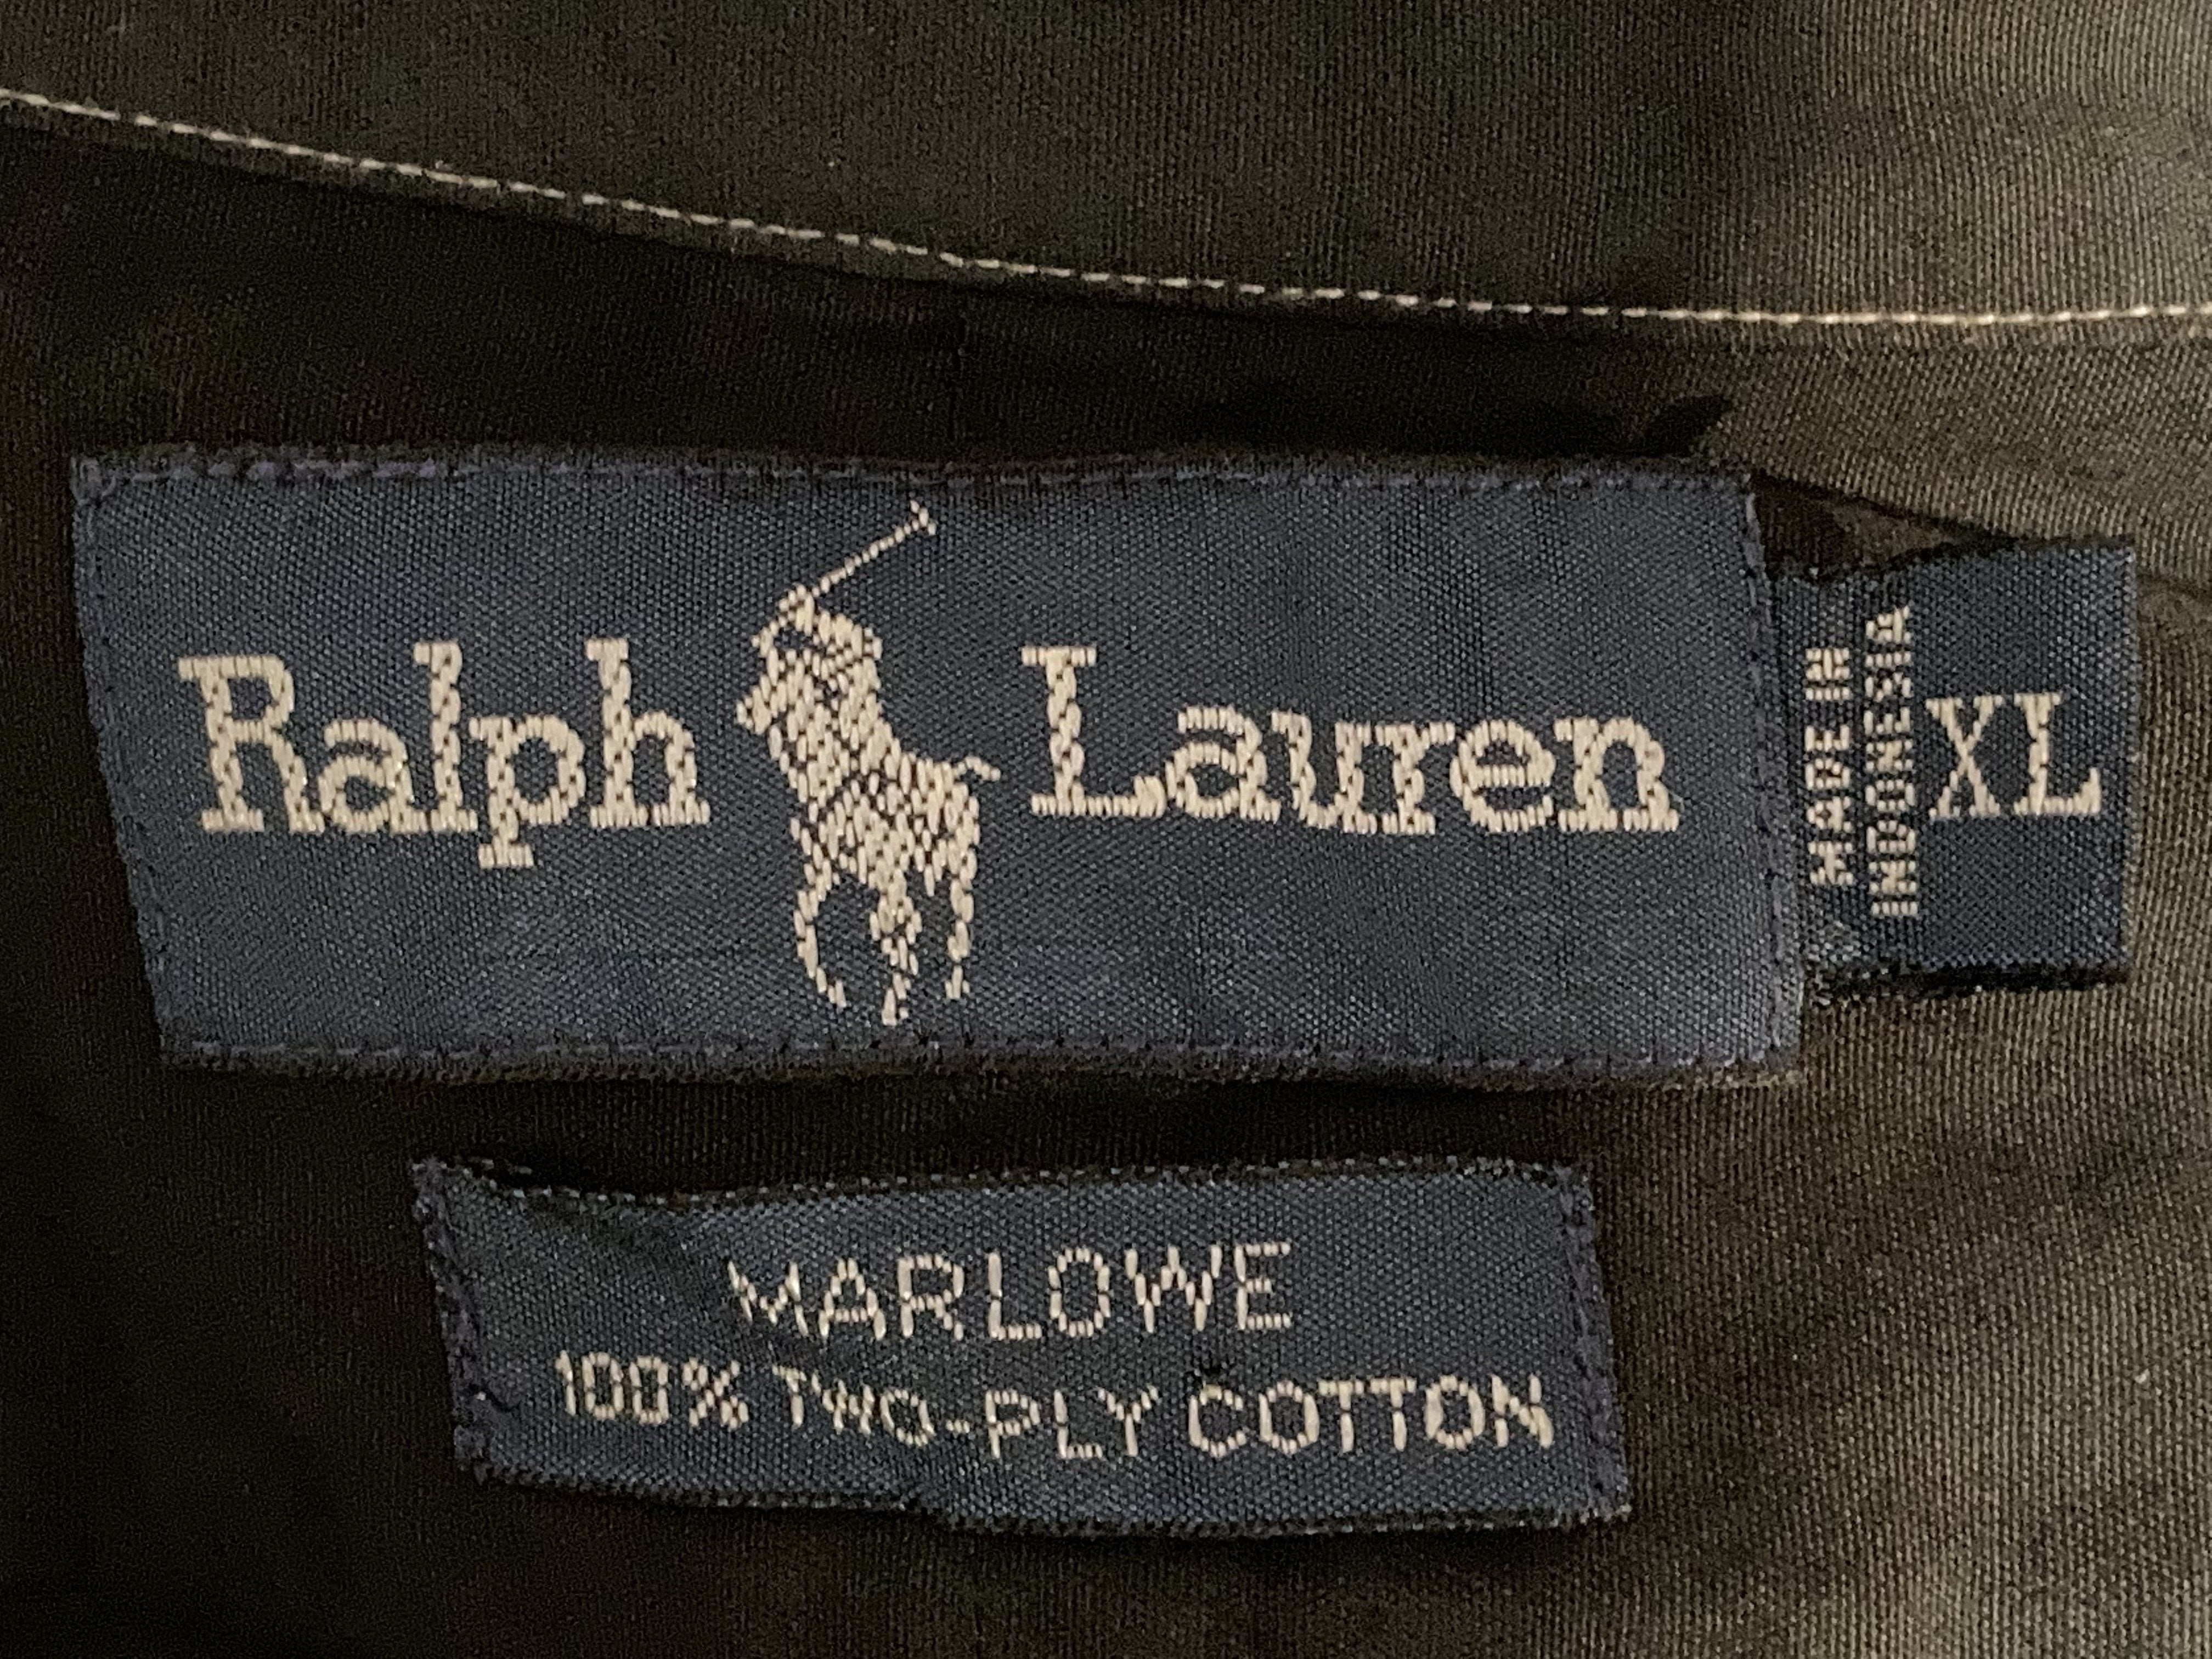 Ralph Lauren
MADE IN
INDONESIA
XL
MARLOWE
100% TWO-PLY COTTON